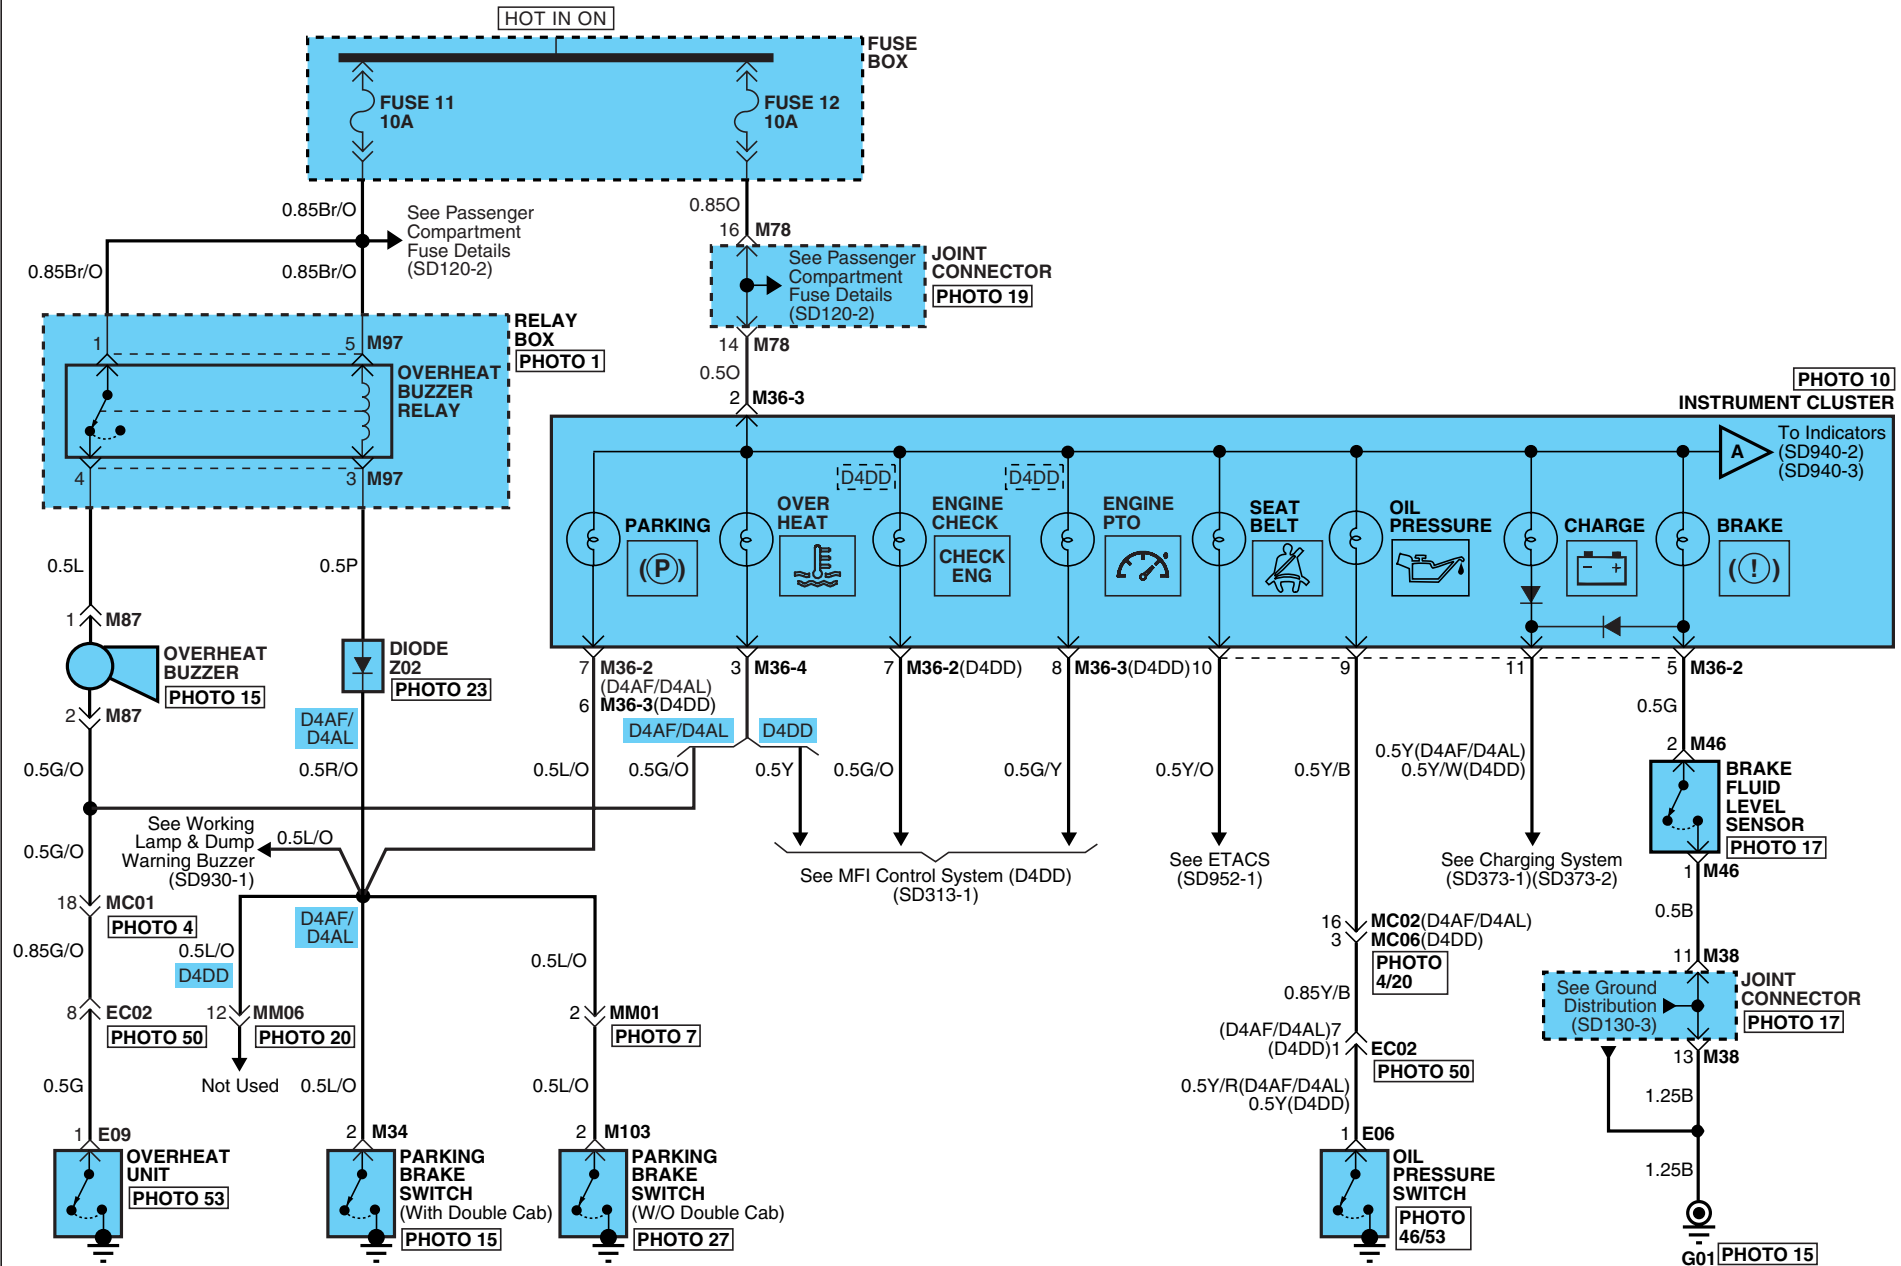 HOT IN ON
FUSE
BOX
FUSE 11
10A
FUSE 12
10A
0.85Br/O
See Passenger
Compartment
Fuse Details
(SD120-2)
0.85Br/O
0.85Br/O
0.85O
16 M78
See Passenger
Compartment
Fuse Details
(SD120-2)
JOINT
CONNECTOR
PHOTO 19
14 M78
0.5O
2 M36-3
RELAY
BOX
PHOTO 1
1
5 M97
OVERHEAT
BUZZER
RELAY
4
3 M97
PHOTO 10
INSTRUMENT CLUSTER
To Indicators
(SD940-2)
(SD940-3)
A
D4DD
D4DD
PARKING
(P)
OVER
HEAT
ENGINE
CHECK
CHECK
ENG
ENGINE
PTO
SEAT
BELT
OIL
PRESSURE
CHARGE
- +
BRAKE
(!)
0.5L
0.5P
1 M87
OVERHEAT
BUZZER
PHOTO 15
2 M87
DIODE
Z02
PHOTO 23
D4AF/
D4AL
7 M36-2
(D4AF/D4AL)
6 M36-3(D4DD)
3 M36-4
7 M36-2(D4DD)
8 M36-3(D4DD)
10
9
11
5 M36-2
D4AF/D4AL
D4DD
0.5G/O
0.5R/O
0.5L/O
0.5G/O
0.5Y
0.5G/O
0.5G/Y
0.5Y/O
0.5Y/B
0.5Y(D4AF/D4AL)
0.5Y/W(D4DD)
0.5G
2 M46
BRAKE
FLUID
LEVEL
SENSOR
PHOTO 17
1 M46
See Working
Lamp & Dump
Warning Buzzer
(SD930-1)
0.5L/O
0.5G/O
See MFI Control System (D4DD)
(SD313-1)
See ETACS
(SD952-1)
See Charging System
(SD373-1)(SD373-2)
18 MC01
PHOTO 4
0.85G/O
D4AF/
D4AL
0.5L/O
D4DD
0.5L/O
16 MC02(D4AF/D4AL)
3 MC06(D4DD)
PHOTO
4/20
0.5B
11 M38
See Ground
Distribution
(SD130-3)
JOINT
CONNECTOR
PHOTO 17
13 M38
0.85Y/B
8 EC02
PHOTO 50
12 MM06
PHOTO 20
Not Used
2 MM01
PHOTO 7
(D4AF/D4AL)7
(D4DD)1 EC02
PHOTO 50
0.5G
0.5L/O
0.5L/O
0.5Y/R(D4AF/D4AL)
0.5Y(D4DD)
1.25B
1 E09
OVERHEAT
UNIT
PHOTO 53
2 M34
PARKING
BRAKE
SWITCH
(With Double Cab)
PHOTO 15
2 M103
PARKING
BRAKE
SWITCH
(W/O Double Cab)
PHOTO 27
1 E06
OIL
PRESSURE
SWITCH
PHOTO
46/53
1.25B
G01 PHOTO 15